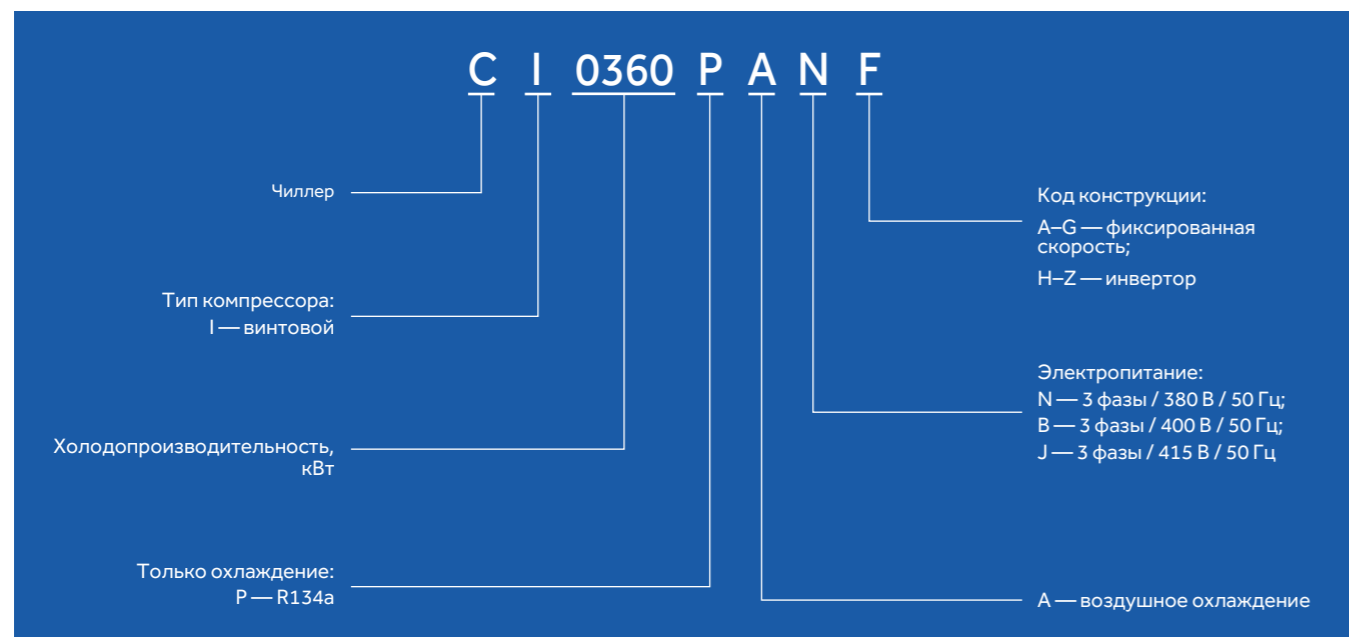 C I 0360 P A N F
Чиллер
Тип компрессора:
I — винтовой
Холодопроизводительность,
кВт
Только охлаждение:
P — R134a
Код конструкции:
A–G — фиксированная
скорость;
H–Z — инвертор
Электропитание:
N — 3 фазы / 380 В / 50 Гц;
B — 3 фазы / 400 В / 50 Гц;
J — 3 фазы / 415 В / 50 Гц
A — воздушное охлаждение